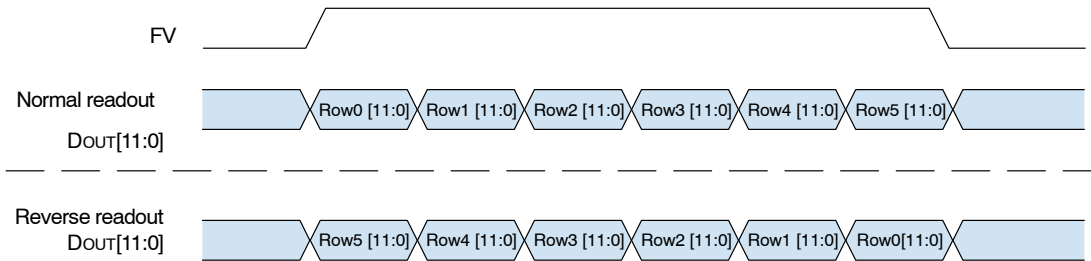 FV
Normal readout
Row0 [11:0] Row1 [11:0] Row2 [11:0] Row3 [11:0] Row4 [11:0] Row5 [11:0]
DOUT[11:0]
Reverse readout
DOUT[11:0]
Row5 [11:0] Row4 [11:0] Row3 [11:0] Row2 [11:0] Row1 [11:0] Row0[11:0]